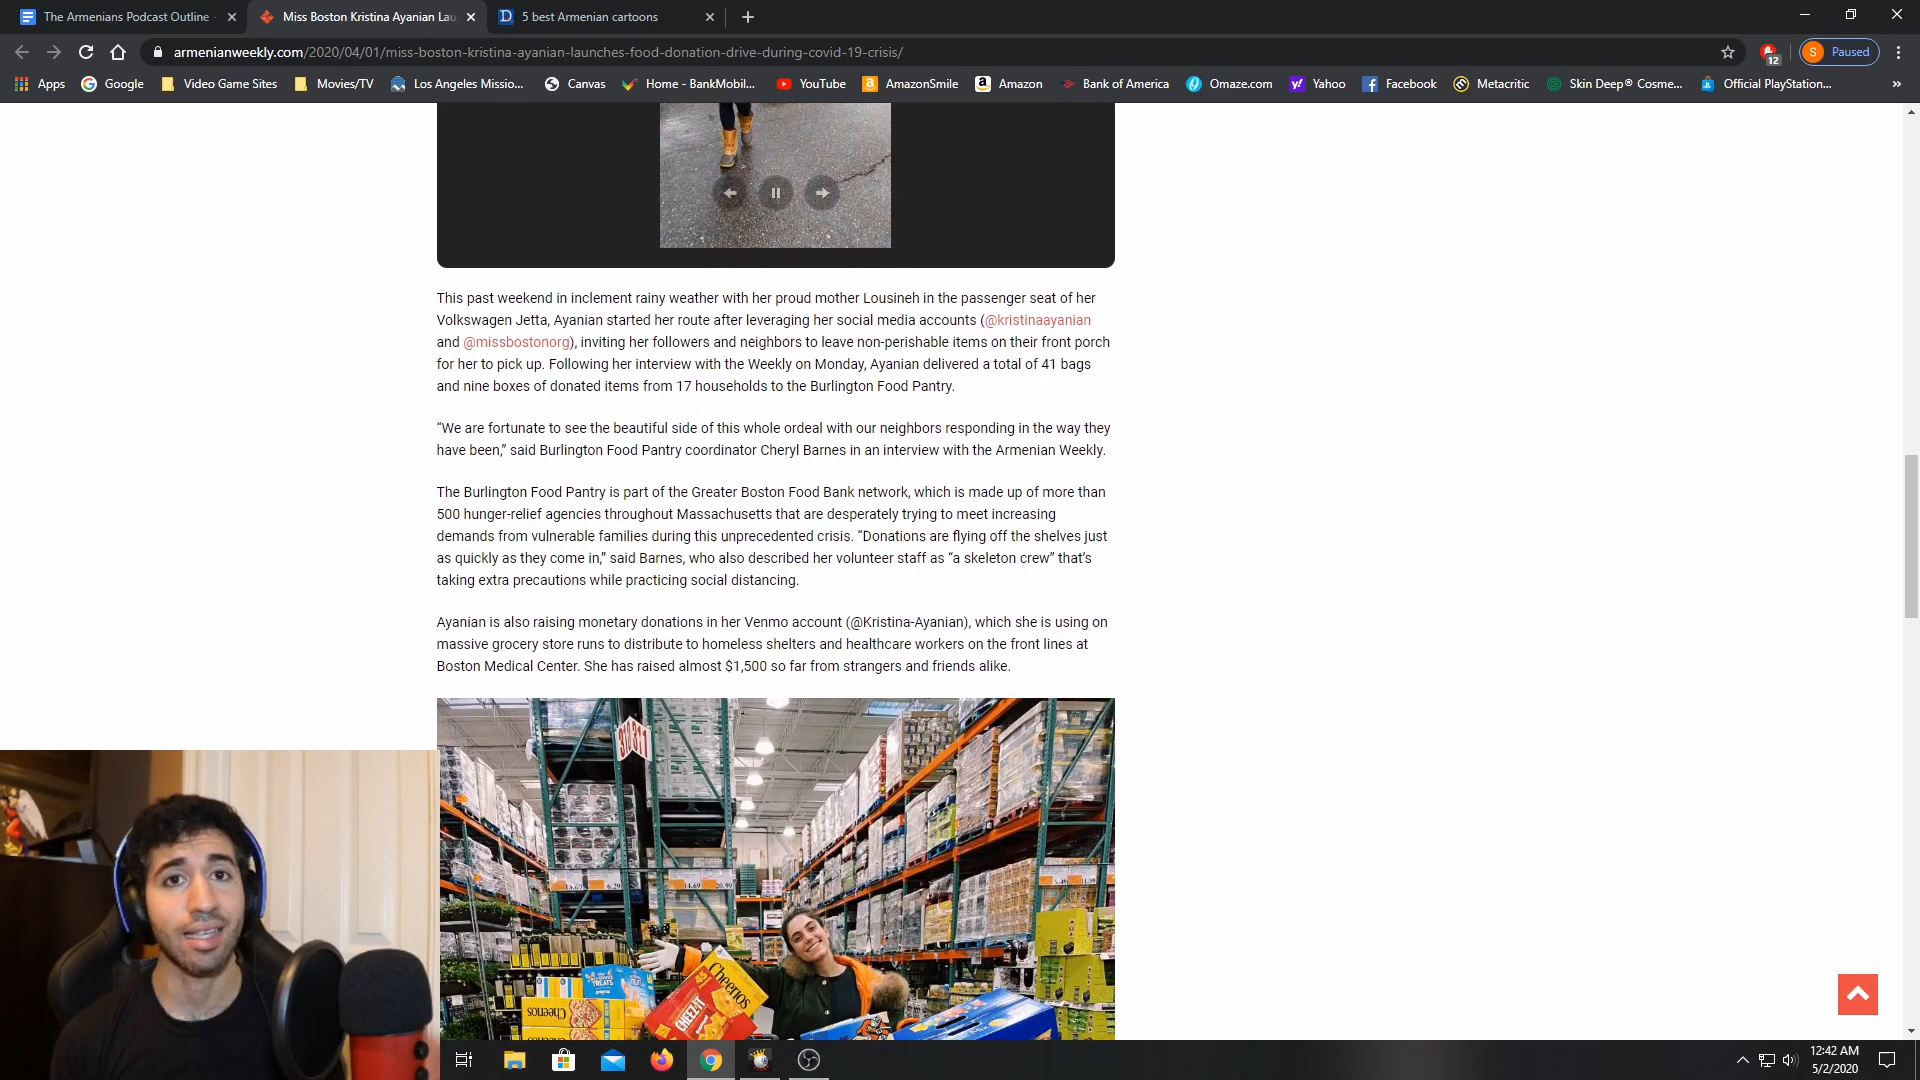 The Armenians Podcast Outline -
Miss Boston Kristina Ayanian Lau
5 best Armenian cartoons
armenianweekly.com/2020/04/01/miss-boston-kristina-ayanian-launches-food-donation-drive-during-covid-19-crisis/
12
S Paused
Apps Google Video Game Sites Movies/TV Los Angeles Missio... Canvas Home - BankMobil... YouTube AmazonSmile Amazon Bank of America Omaze.com Yahoo Facebook Metacritic Skin Deep® Cosme... Official PlayStation... »
This past weekend in inclement rainy weather with her proud mother Lousineh in the passenger seat of her
Volkswagen Jetta, Ayanian started her route after leveraging her social media accounts (@kristinaayanian
and @missbostonorg), inviting her followers and neighbors to leave non-perishable items on their front porch
for her to pick up. Following her interview with the Weekly on Monday, Ayanian delivered a total of 41 bags
and nine boxes of donated items from 17 households to the Burlington Food Pantry.
“We are fortunate to see the beautiful side of this whole ordeal with our neighbors responding in the way they
have been,” said Burlington Food Pantry coordinator Cheryl Barnes in an interview with the Armenian Weekly.
The Burlington Food Pantry is part of the Greater Boston Food Bank network, which is made up of more than
500 hunger-relief agencies throughout Massachusetts that are desperately trying to meet increasing
demands from vulnerable families during this unprecedented crisis. “Donations are flying off the shelves just
as quickly as they come in,” said Barnes, who also described her volunteer staff as “a skeleton crew” that’s
taking extra precautions while practicing social distancing.
Ayanian is also raising monetary donations in her Venmo account (@Kristina-Ayanian), which she is using on
massive grocery store runs to distribute to homeless shelters and healthcare workers on the front lines at
Boston Medical Center. She has raised almost $1,500 so far from strangers and friends alike.
310 311
14.69
TREATS
Cheerios
CHEEZ-IT
Cheerios
12:42 AM
5/2/2020